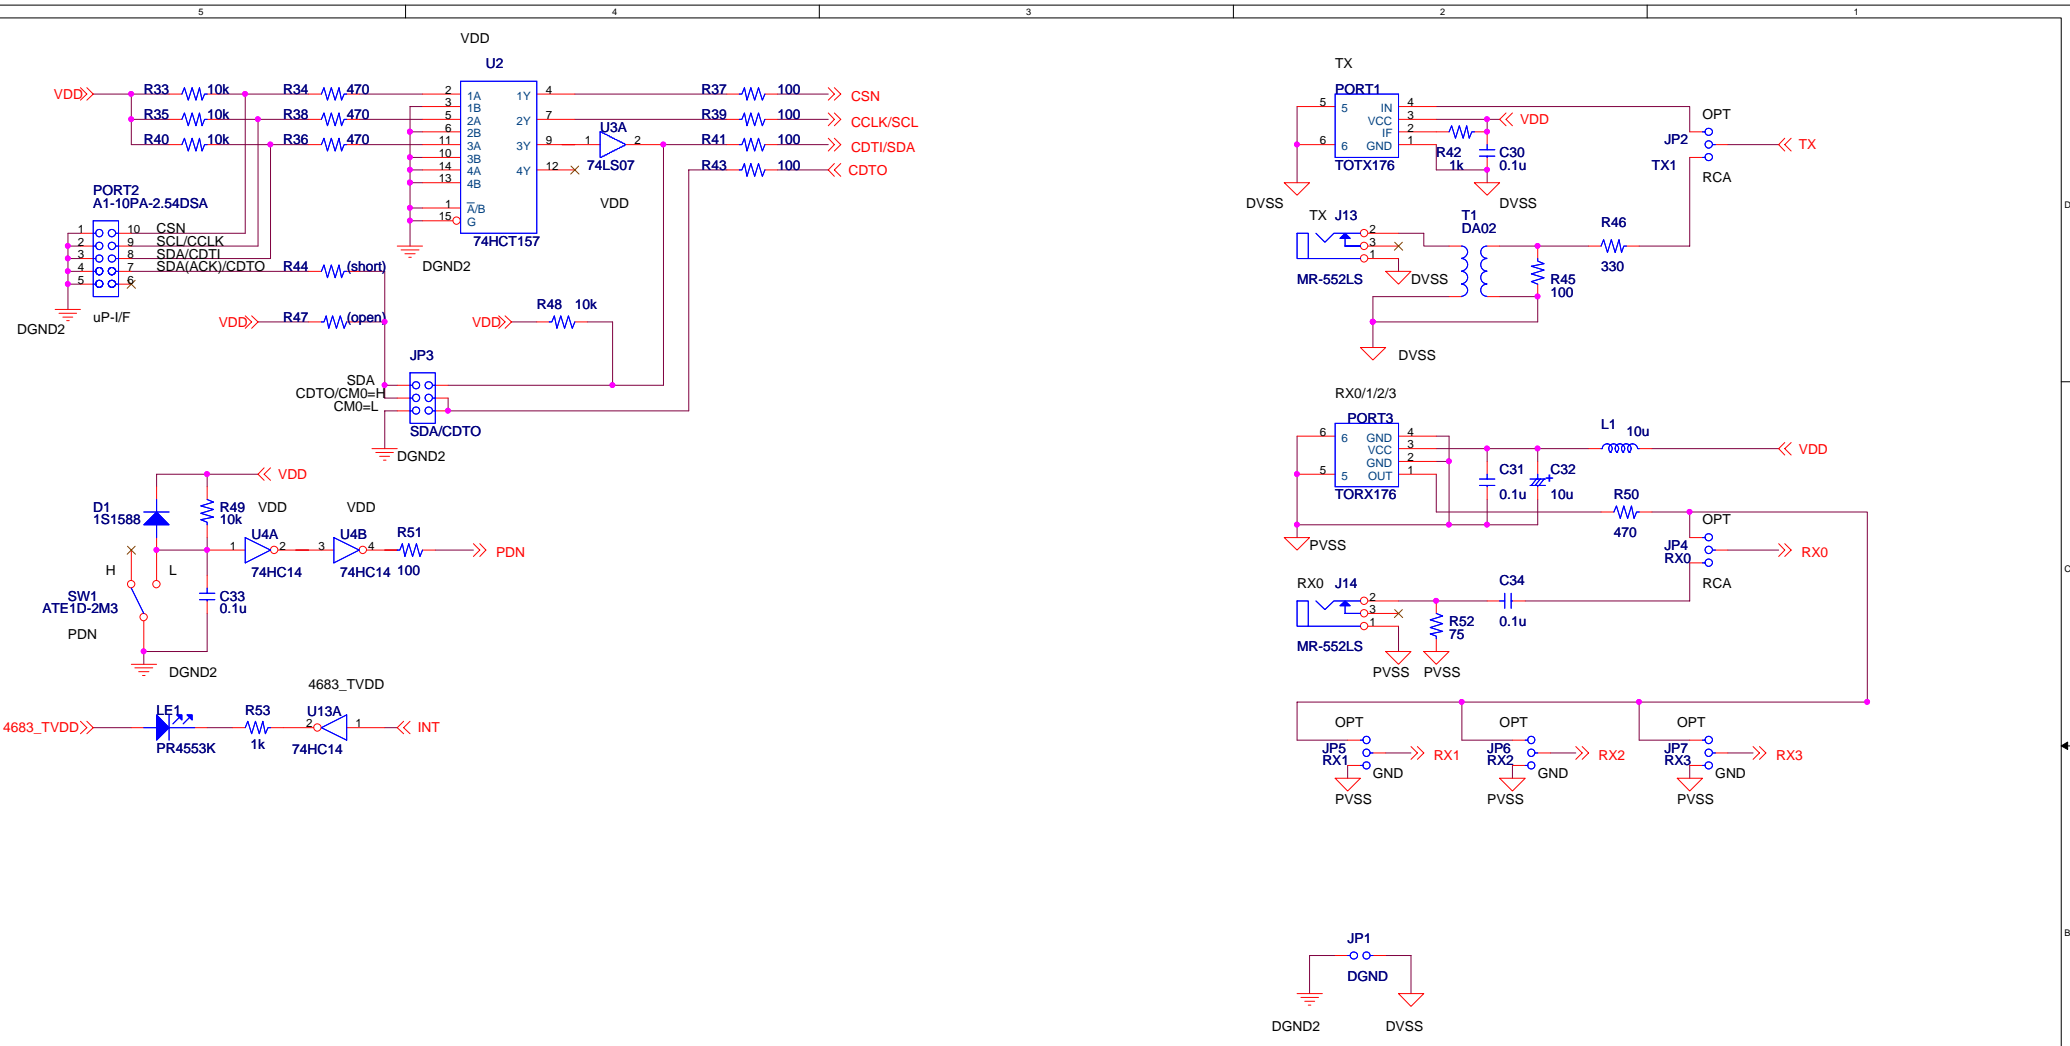 5 4 3 2 1
VDD
U2
VDD
R33 10k R34 470
R35 10k R38 470
R40 10k R36 470
2 1A 1Y 4
3 1B
5 2A 2Y 7
6 2B
11 3A 3Y 9
10 3B
14 4A 4Y 12
13 4B
1 A/B
15 G
74HCT157
DGND2
U3A
1 2
74LS07
VDD
R37 100 CSN
R39 100 CCLK/SCL
R41 100 CDTI/SDA
R43 100 CDTO
PORT2
A1-10PA-2.54DSA
1 10 CSN
2 9 SCL/CCLK
3 8 SDA/CDTI
4 7 SDA(ACK)/CDTO
5 6
uP-I/F
DGND2
R44 (short)
VDD R47 (open)
VDD R48 10k
JP3
SDA
CDTO/CM0=H
CM0=L
SDA/CDTO
DGND2
VDD
D1
1S1588
R49
10k
VDD
VDD
U4A
1 2
74HC14
U4B
3 4
74HC14
R51
100
PDN
H L
SW1
ATE1D-2M3
PDN
C33
0.1u
DGND2
4683_TVDD
4683_TVDD
LE1
PR4553K
R53
1k
U13A
2 1
74HC14
INT
TX
PORT1
5 5 IN 4
VCC 3
IF 2
6 6 GND 1
TOTX176
VDD
R42
1k
C30
0.1u
DVSS
DVSS
OPT
JP2
TX1
RCA
TX
TX J13
2
3
1
MR-552LS
DVSS
T1
DA02
R45
100
R46
330
DVSS
RX0/1/2/3
PORT3
6 6 GND 4
VCC 3
GND 2
5 5 OUT 1
TORX176
PVSS
C31
0.1u
C32
10u
L1 10u
VDD
R50
470
OPT
JP4
RX0
RCA
RX0
RX0 J14
2
3
1
MR-552LS
PVSS
R52
75
PVSS
C34
0.1u
OPT
JP5
RX1
GND
RX1
PVSS
OPT
JP6
RX2
GND
RX2
PVSS
OPT
JP7
RX3
GND
RX3
PVSS
JP1
DGND
DGND2
DVSS
D
C
B